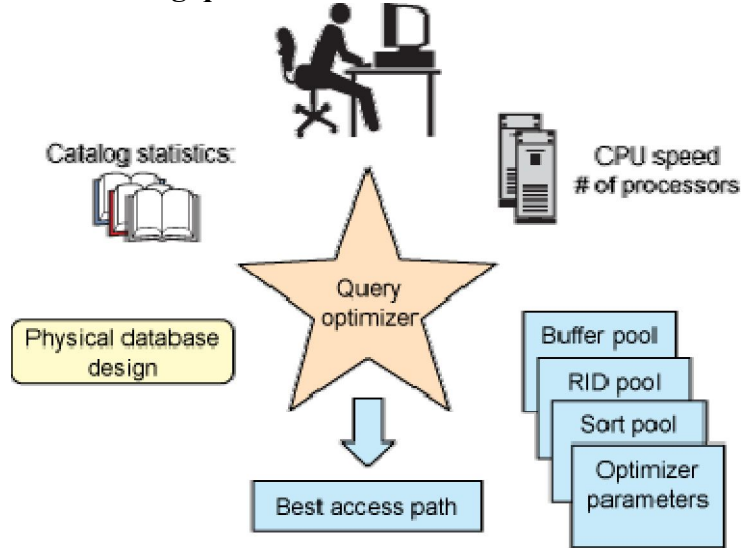 Catalog statistics:
CPU speed
# of processors
Query
optimizer
Physical database
design
Buffer pool
RID pool
Sort pool
Optimizer
parameters
Best access path